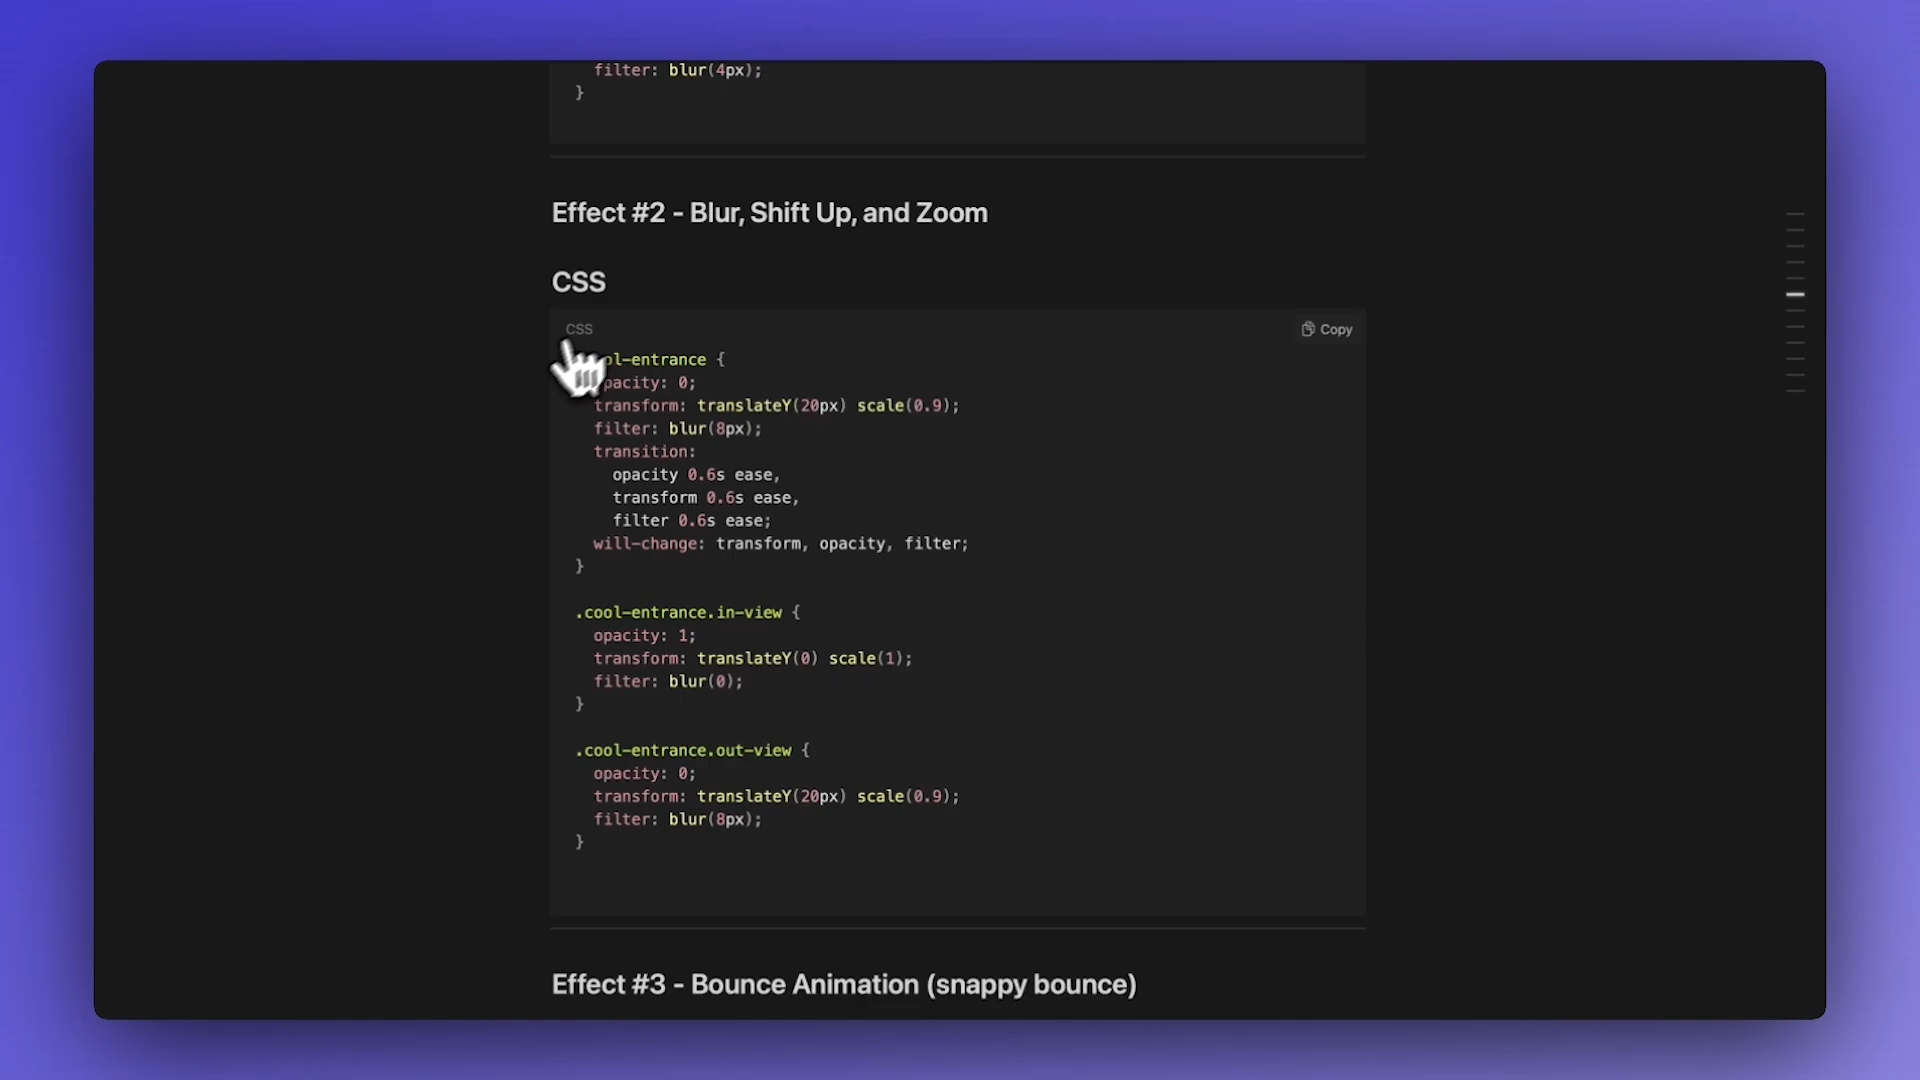 filter: blur(4px);
}
Effect #2 - Blur, Shift Up, and Zoom
CSS
CSS
Copy
ol-entrance {
pacity: 0;
transform: translateY(20px) scale(0.9);
filter: blur(8px);
transition:
opacity 0.6s ease,
transform 0.6s ease,
filter 0.6s ease;
will-change: transform, opacity, filter;
}
.cool-entrance.in-view {
opacity: 1;
transform: translateY(0) scale(1);
filter: blur(0);
}
.cool-entrance.out-view {
opacity: 0;
transform: translateY(20px) scale(0.9);
filter: blur(8px);
}
Effect #3 - Bounce Animation (snappy bounce)